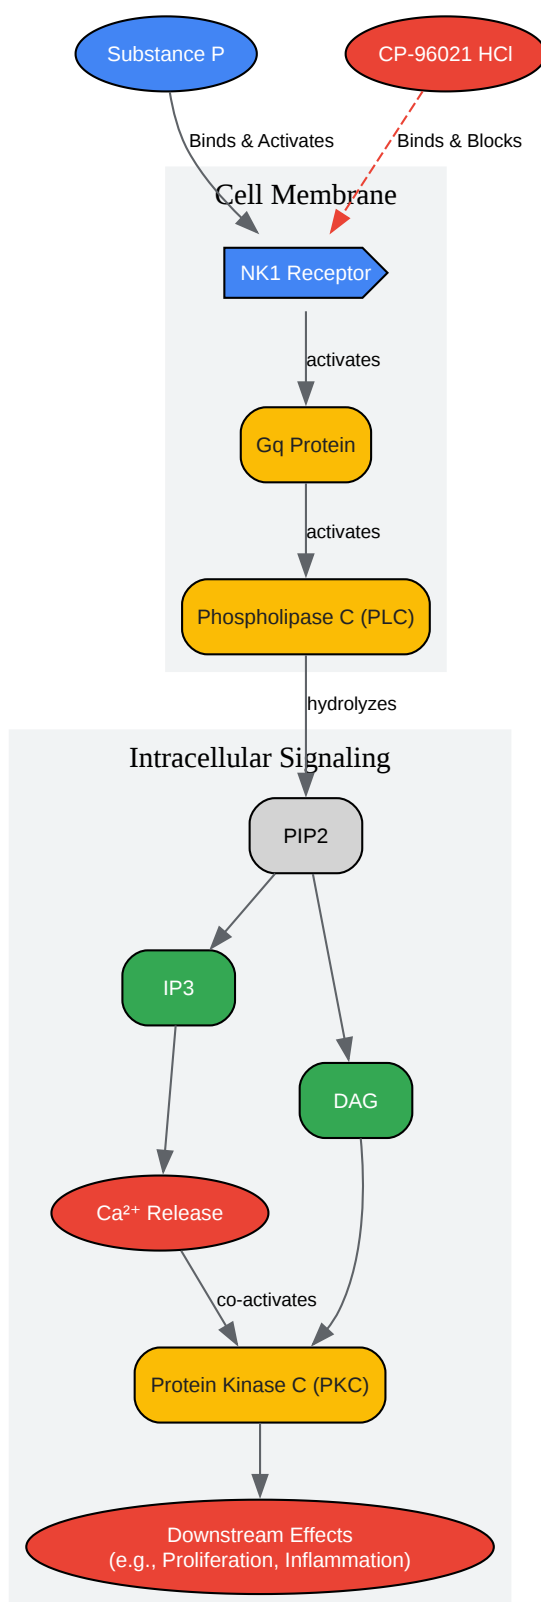 Substance P
CP-96021 HCl
Binds & Activates
Binds & Blocks
Cell Membrane
NK1 Receptor
activates
Gq Protein
activates
Phospholipase C (PLC)
hydrolyzes
Intracellular Signaling
PIP2
IP3
DAG
Ca²⁺ Release
co-activates
Protein Kinase C (PKC)
Downstream Effects
(e.g., Proliferation, Inflammation)